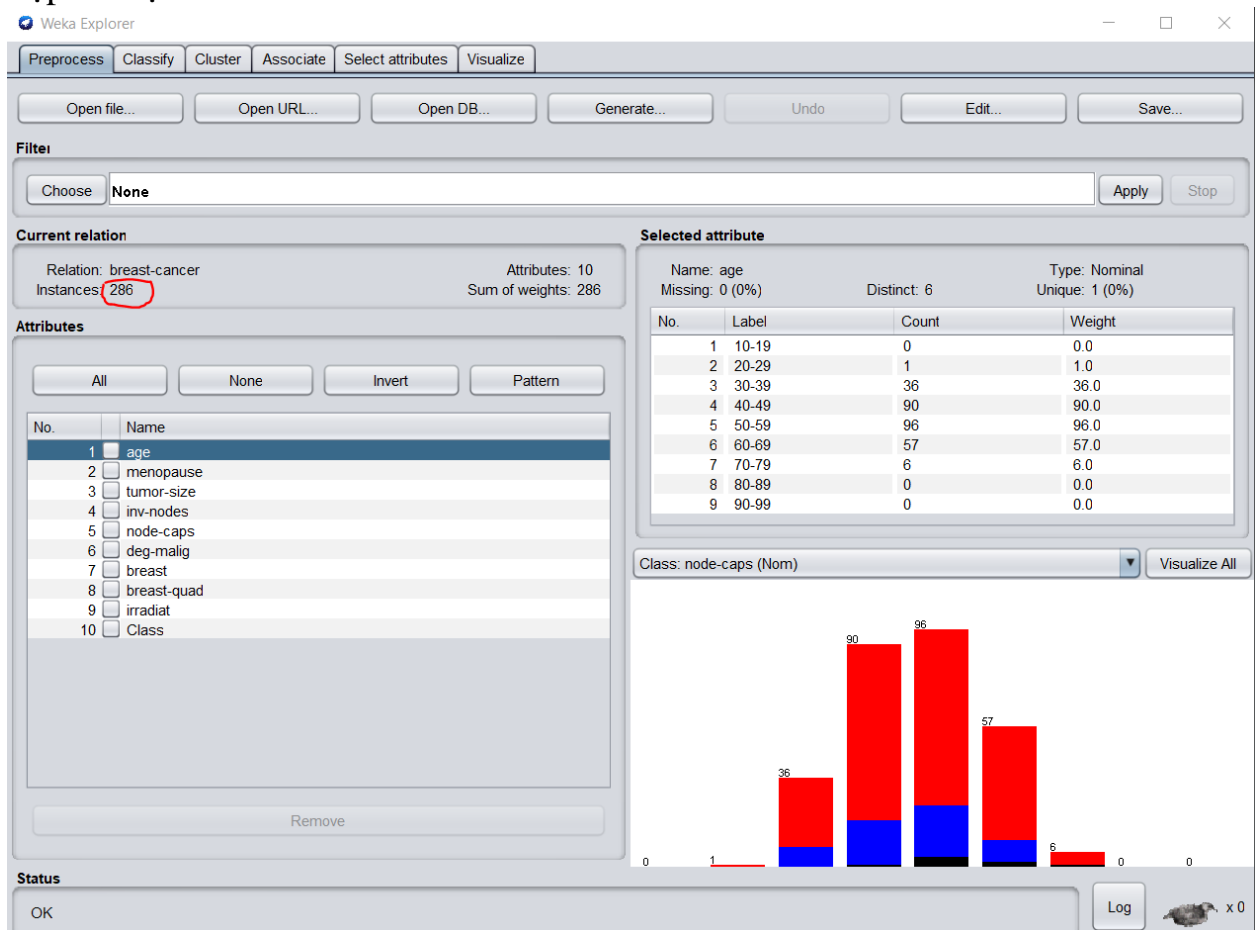 Weka Explorer
Preprocess Classify Cluster Associate Select attributes Visualize
Open file... Open URL... Open DB... Generate... Undo Edit... Save...
Filter
Choose None Apply Stop
Current relation
Relation: breast-cancer Attributes: 10
Instances: 286 Sum of weights: 286
Attributes
All None Invert Pattern
No. Name
1 age
2 menopause
3 tumor-size
4 inv-nodes
5 node-caps
6 deg-malig
7 breast
8 breast-quad
9 irradiat
10 Class
Remove
Selected attribute
Name: age Type: Nominal
Missing: 0 (0%) Distinct: 6 Unique: 1 (0%)
No. Label Count Weight
1 10-19 0 0.0
2 20-29 1 1.0
3 30-39 36 36.0
4 40-49 90 90.0
5 50-59 96 96.0
6 60-69 57 57.0
7 70-79 6 6.0
8 80-89 0 0.0
9 90-99 0 0.0
Class: node-caps (Nom) Visualize All
0 1 36 90 96 57 6 0 0
Status
OK Log x 0